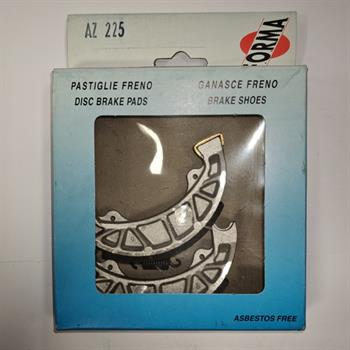 AZ 225
FORMA
PASTIGLIE FRENO
DISC BRAKE PADS
GANASCE FRENO
BRAKE SHOES
ASBESTOS FREE